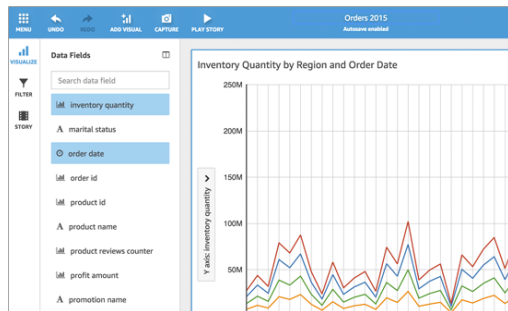 MENU
UNDO
REDO
ADD VISUAL
CAPTURE
PLAY STORY
Orders 2015
Autosave enabled
VISUALIZE
FILTER
STORY
Data Fields
Search data field
inventory quantity
A marital status
order date
order id
product id
A product name
product reviews counter
profit amount
A promotion name
Inventory Quantity by Region and Order Date
Y axis: inventory quantity
250M
200M
150M
100M
50M